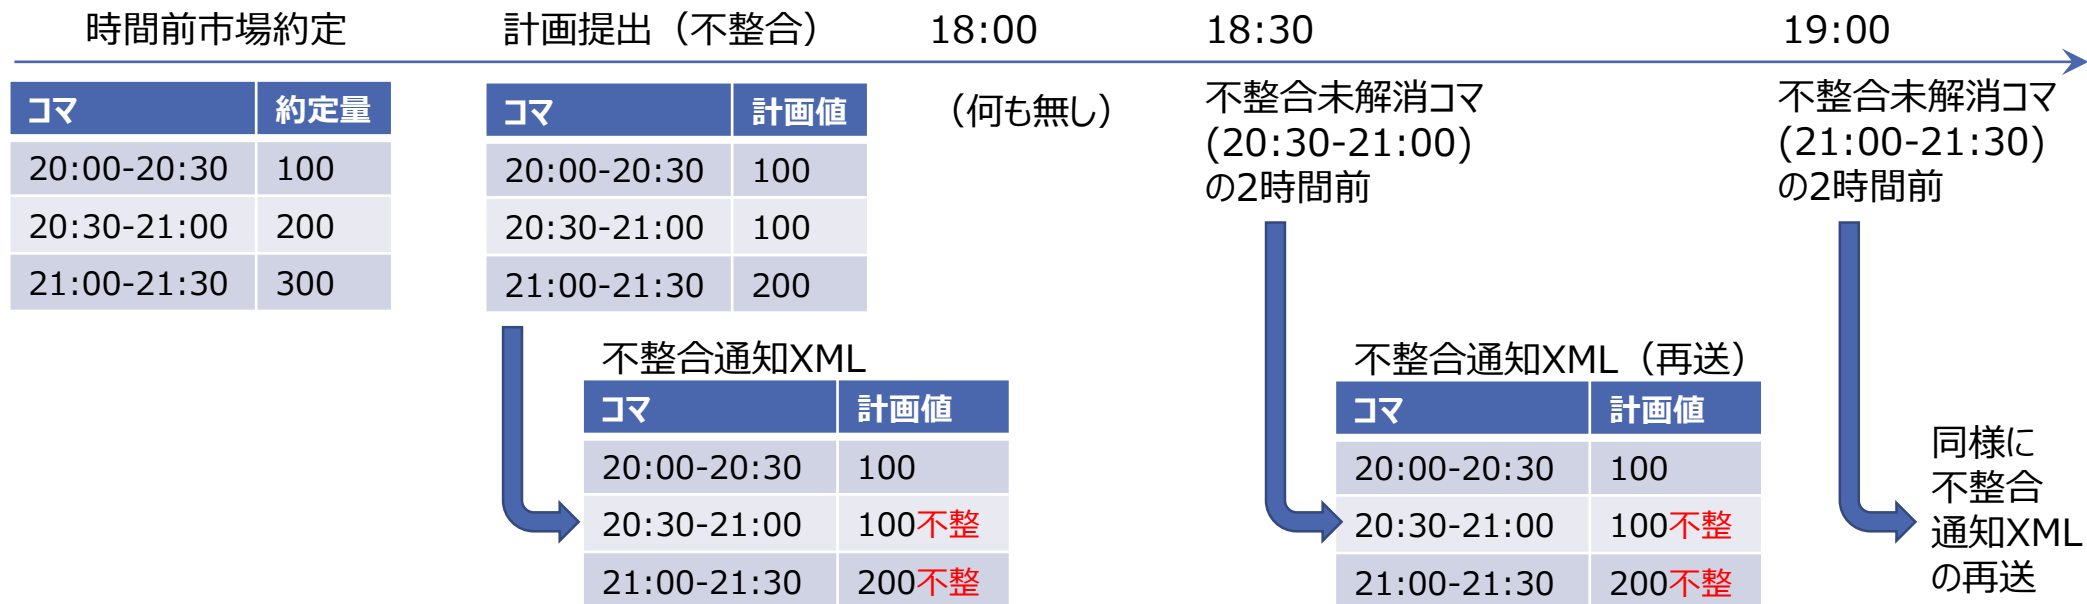 時間前市場約定
計画提出（不整合）
18:00
18:30
19:00
コマ 約定量
20:00-20:30 100
20:30-21:00 200
21:00-21:30 300
コマ 計画値
20:00-20:30 100
20:30-21:00 100
21:00-21:30 200
（何も無し）
不整合未解消コマ
(20:30-21:00)
の2時間前
不整合未解消コマ
(21:00-21:30)
の2時間前
不整合通知XML
コマ 計画値
20:00-20:30 100
20:30-21:00 100不整
21:00-21:30 200不整
不整合通知XML（再送）
コマ 計画値
20:00-20:30 100
20:30-21:00 100不整
21:00-21:30 200不整
同様に
不整合
通知XML
の再送